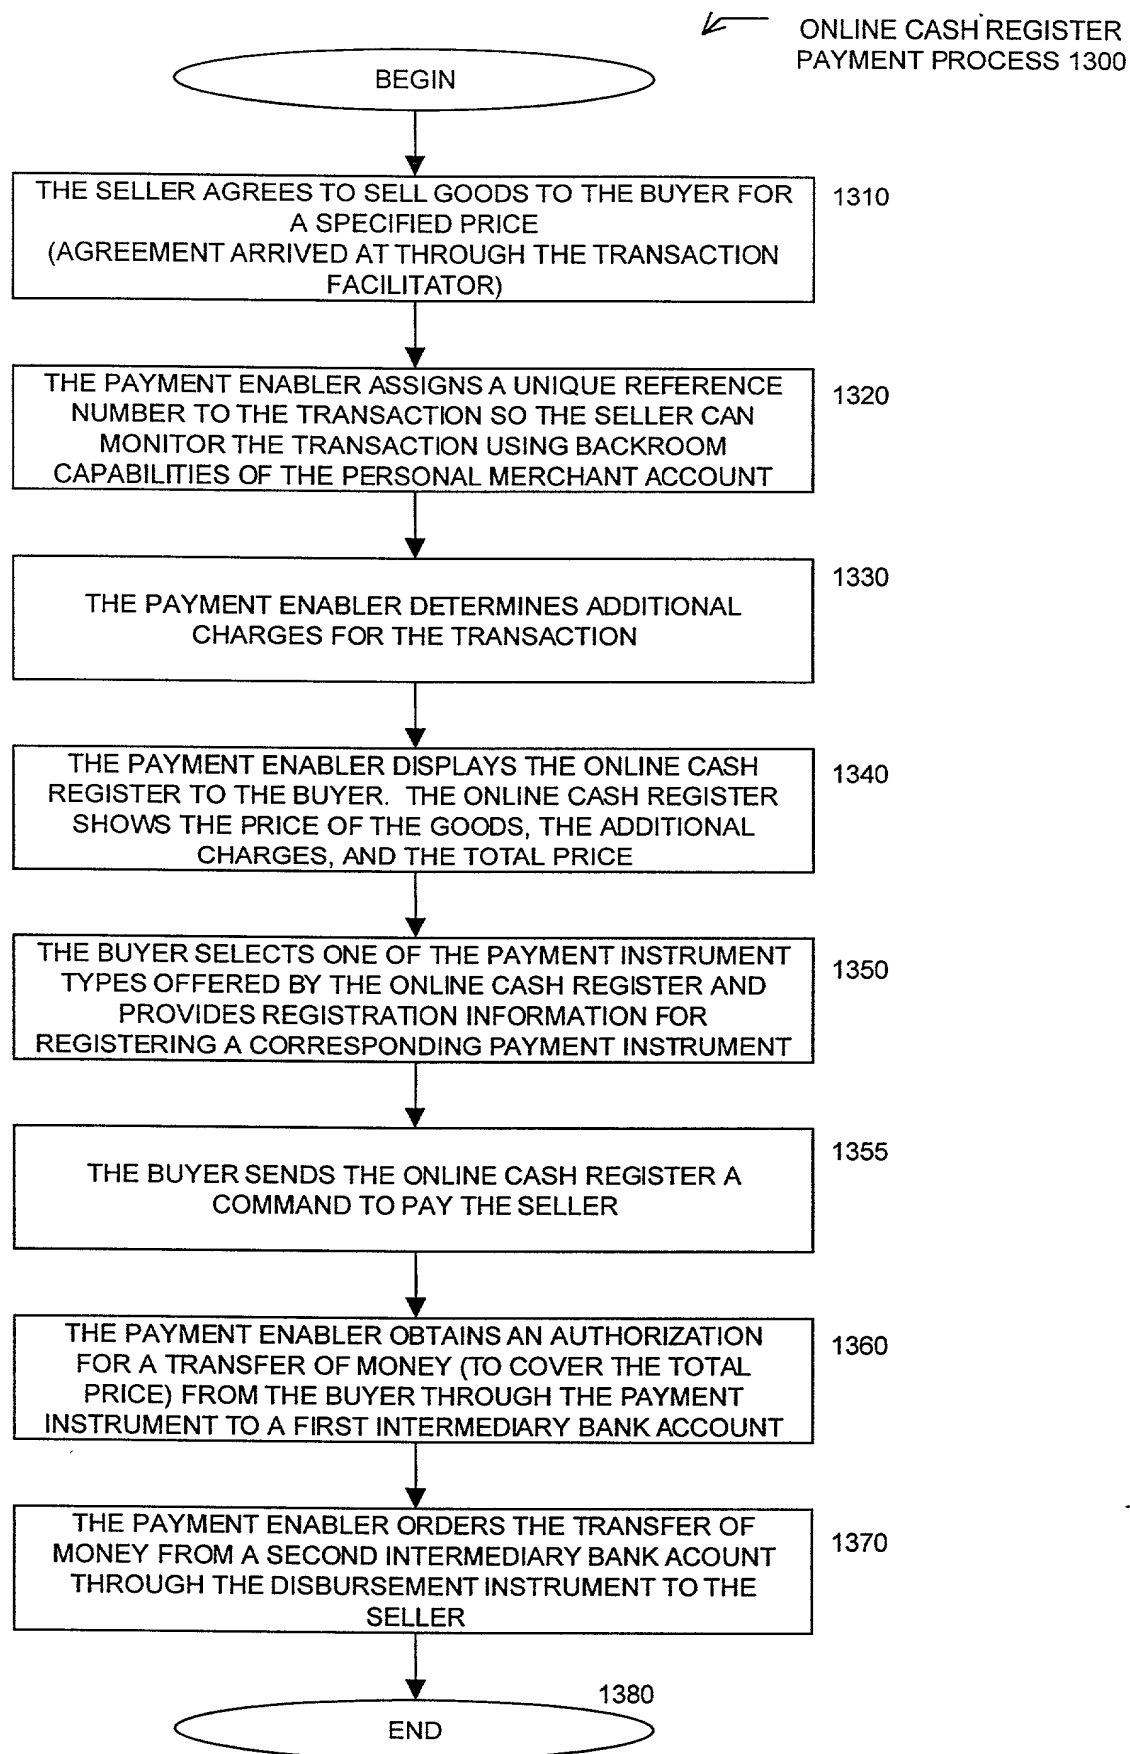 ONLINE CASH REGISTER
PAYMENT PROCESS 1300
BEGIN
THE SELLER AGREES TO SELL GOODS TO THE BUYER FOR
A SPECIFIED PRICE
(AGREEMENT ARRIVED AT THROUGH THE TRANSACTION
FACILITATOR)
1310
THE PAYMENT ENABLER ASSIGNS A UNIQUE REFERENCE
NUMBER TO THE TRANSACTION SO THE SELLER CAN
MONITOR THE TRANSACTION USING BACKROOM
CAPABILITIES OF THE PERSONAL MERCHANT ACCOUNT
1320
THE PAYMENT ENABLER DETERMINES ADDITIONAL
CHARGES FOR THE TRANSACTION
1330
THE PAYMENT ENABLER DISPLAYS THE ONLINE CASH
REGISTER TO THE BUYER. THE ONLINE CASH REGISTER
SHOWS THE PRICE OF THE GOODS, THE ADDITIONAL
CHARGES, AND THE TOTAL PRICE
1340
THE BUYER SELECTS ONE OF THE PAYMENT INSTRUMENT
TYPES OFFERED BY THE ONLINE CASH REGISTER AND
PROVIDES REGISTRATION INFORMATION FOR
REGISTERING A CORRESPONDING PAYMENT INSTRUMENT
1350
THE BUYER SENDS THE ONLINE CASH REGISTER A
COMMAND TO PAY THE SELLER
1355
THE PAYMENT ENABLER OBTAINS AN AUTHORIZATION
FOR A TRANSFER OF MONEY (TO COVER THE TOTAL
PRICE) FROM THE BUYER THROUGH THE PAYMENT
INSTRUMENT TO A FIRST INTERMEDIARY BANK ACCOUNT
1360
THE PAYMENT ENABLER ORDERS THE TRANSFER OF
MONEY FROM A SECOND INTERMEDIARY BANK ACOUNT
THROUGH THE DISBURSEMENT INSTRUMENT TO THE
SELLER
1370
1380
END